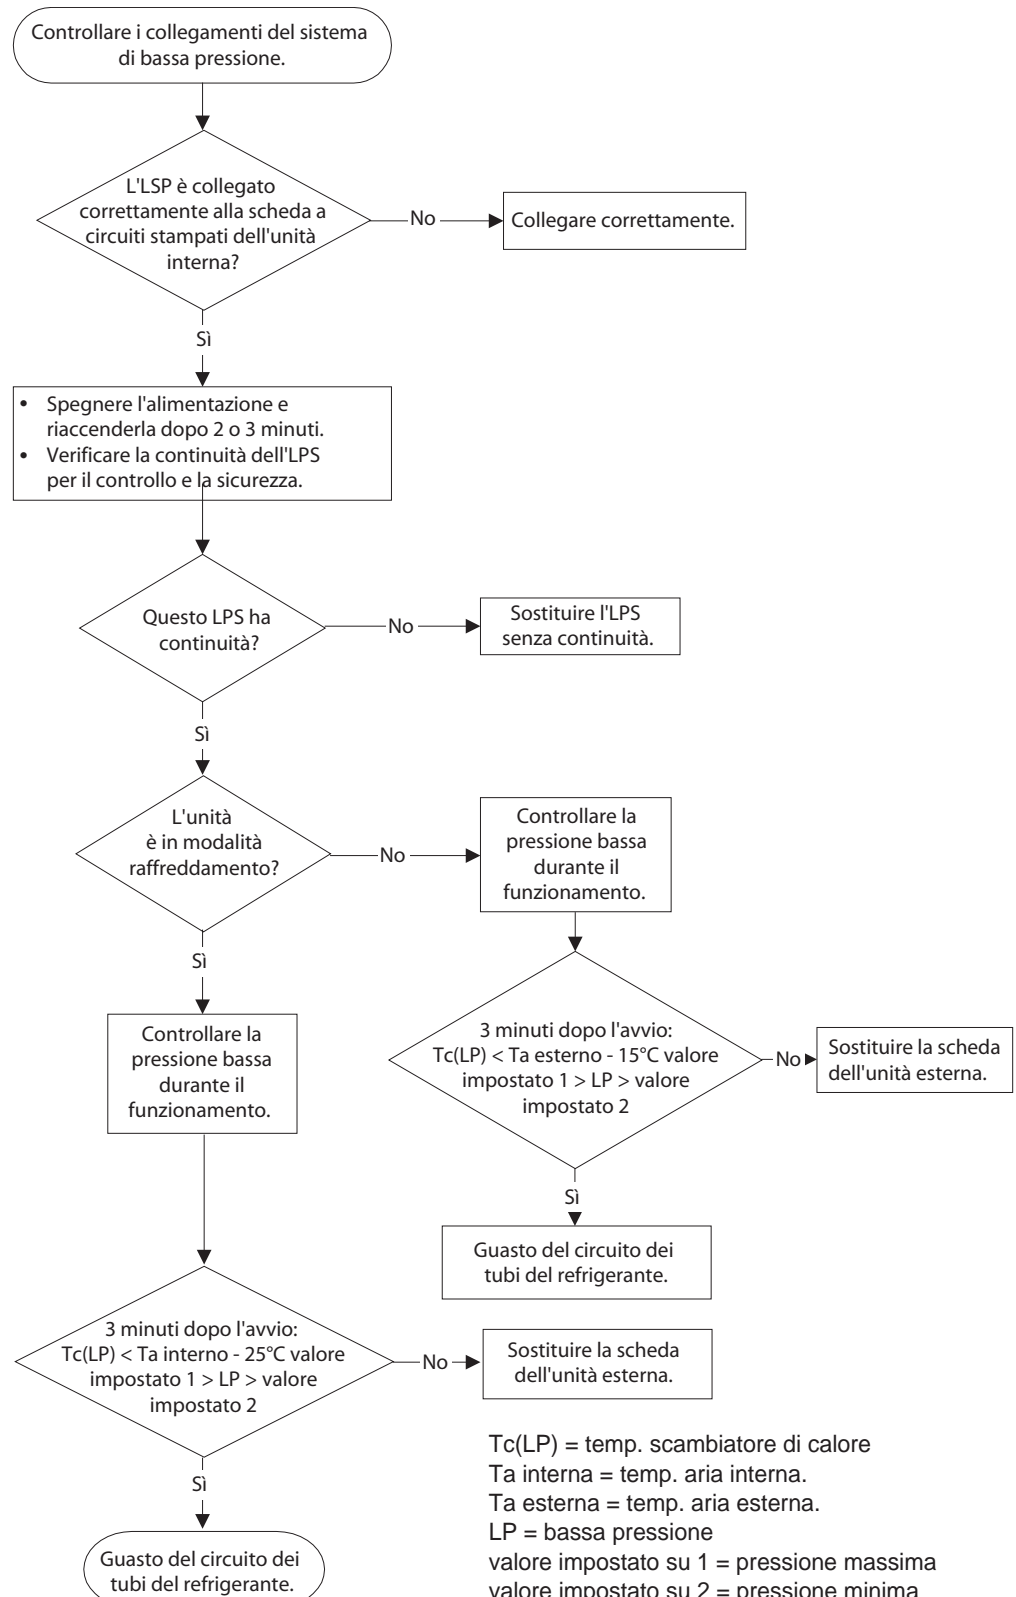 Controllare i collegamenti del sistema
di bassa pressione.
L'LSP è collegato
correttamente alla scheda a
circuiti stampati dell'unità
interna?
No
Collegare correttamente.
Sì
• Spegnere l'alimentazione e
riaccenderla dopo 2 o 3 minuti.
• Verificare la continuità dell'LPS
per il controllo e la sicurezza.
Questo LPS ha
continuità?
No
Sostituire l'LPS
senza continuità.
Sì
L'unità
è in modalità
raffreddamento?
No
Controllare la
pressione bassa
durante il
funzionamento.
Sì
Controllare la
pressione bassa
durante il
funzionamento.
3 minuti dopo l'avvio:
Tc(LP) < Ta esterno - 15°C valore
impostato 1 > LP > valore
impostato 2
No
Sostituire la scheda
dell'unità esterna.
Sì
Guasto del circuito dei
tubi del refrigerante.
3 minuti dopo l'avvio:
Tc(LP) < Ta interno - 25°C valore
impostato 1 > LP > valore
impostato 2
No
Sostituire la scheda
dell'unità esterna.
Sì
Guasto del circuito dei
tubi del refrigerante.
Tc(LP) = temp. scambiatore di calore
Ta interna = temp. aria interna.
Ta esterna = temp. aria esterna.
LP = bassa pressione
valore impostato su 1 = pressione massima
valore impostato su 2 = pressione minima